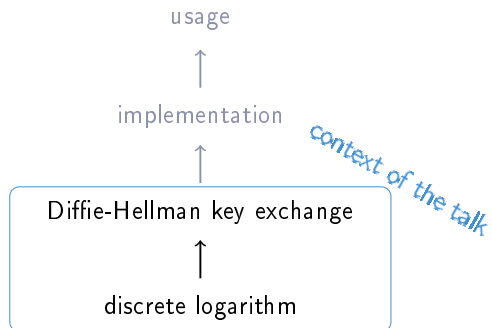 usage
implementation
context of the talk
Diffie-Hellman key exchange
discrete logarithm